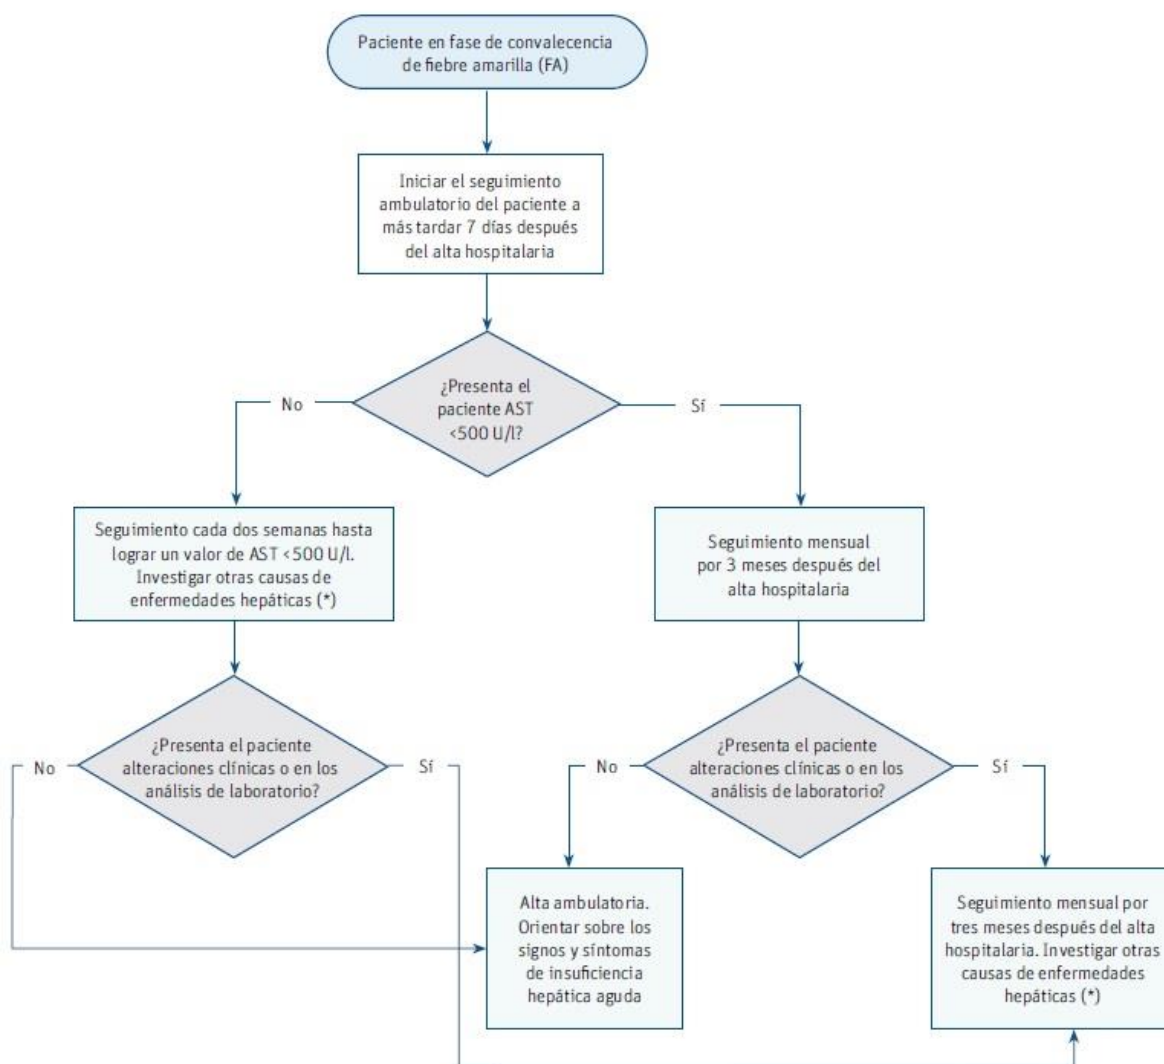 Paciente en fase de convalecencia
de fiebre amarilla (FA)
Iniciar el seguimiento
ambulatorio del paciente a
más tardar 7 días después
del alta hospitalaria
¿Presenta el
paciente AST
<500 U/l?
No
Sí
Seguimiento cada dos semanas hasta
lograr un valor de AST <500 U/l.
Investigar otras causas de
enfermedades hepáticas (*)
Seguimiento mensual
por 3 meses después del
alta hospitalaria
¿Presenta el paciente
alteraciones clínicas o en los
análisis de laboratorio?
No
Sí
¿Presenta el paciente
alteraciones clínicas o en los
análisis de laboratorio?
No
Sí
Alta ambulatoria.
Orientar sobre los
signos y síntomas
de insuficiencia
hepática aguda
Seguimiento mensual por
tres meses después del alta
hospitalaria. Investigar otras
causas de enfermedades
hepáticas (*)